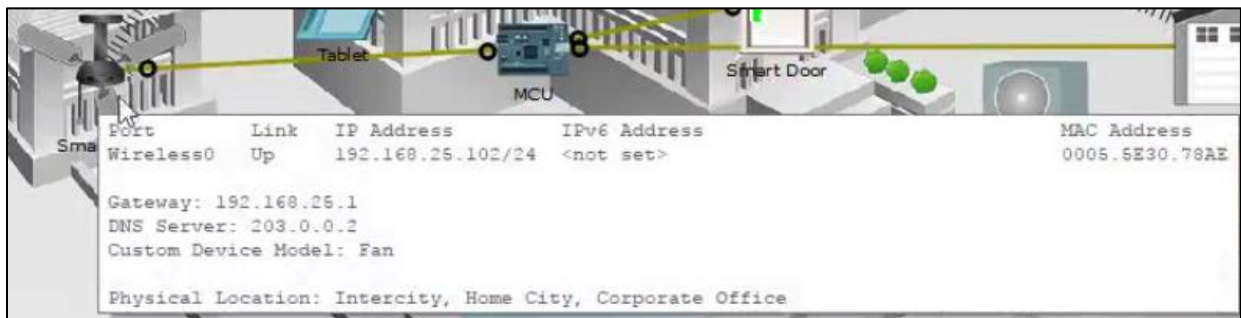 Tablet
Smart Door
MCU
Sma
Port Link IP Address IPv6 Address MAC Address
Wireless0 Up 192.168.25.102/24 <not set> 0005.5E30.78AE
Gateway: 192.168.25.1
DNS Server: 203.0.0.2
Custom Device Model: Fan
Physical Location: Intercity, Home City, Corporate Office